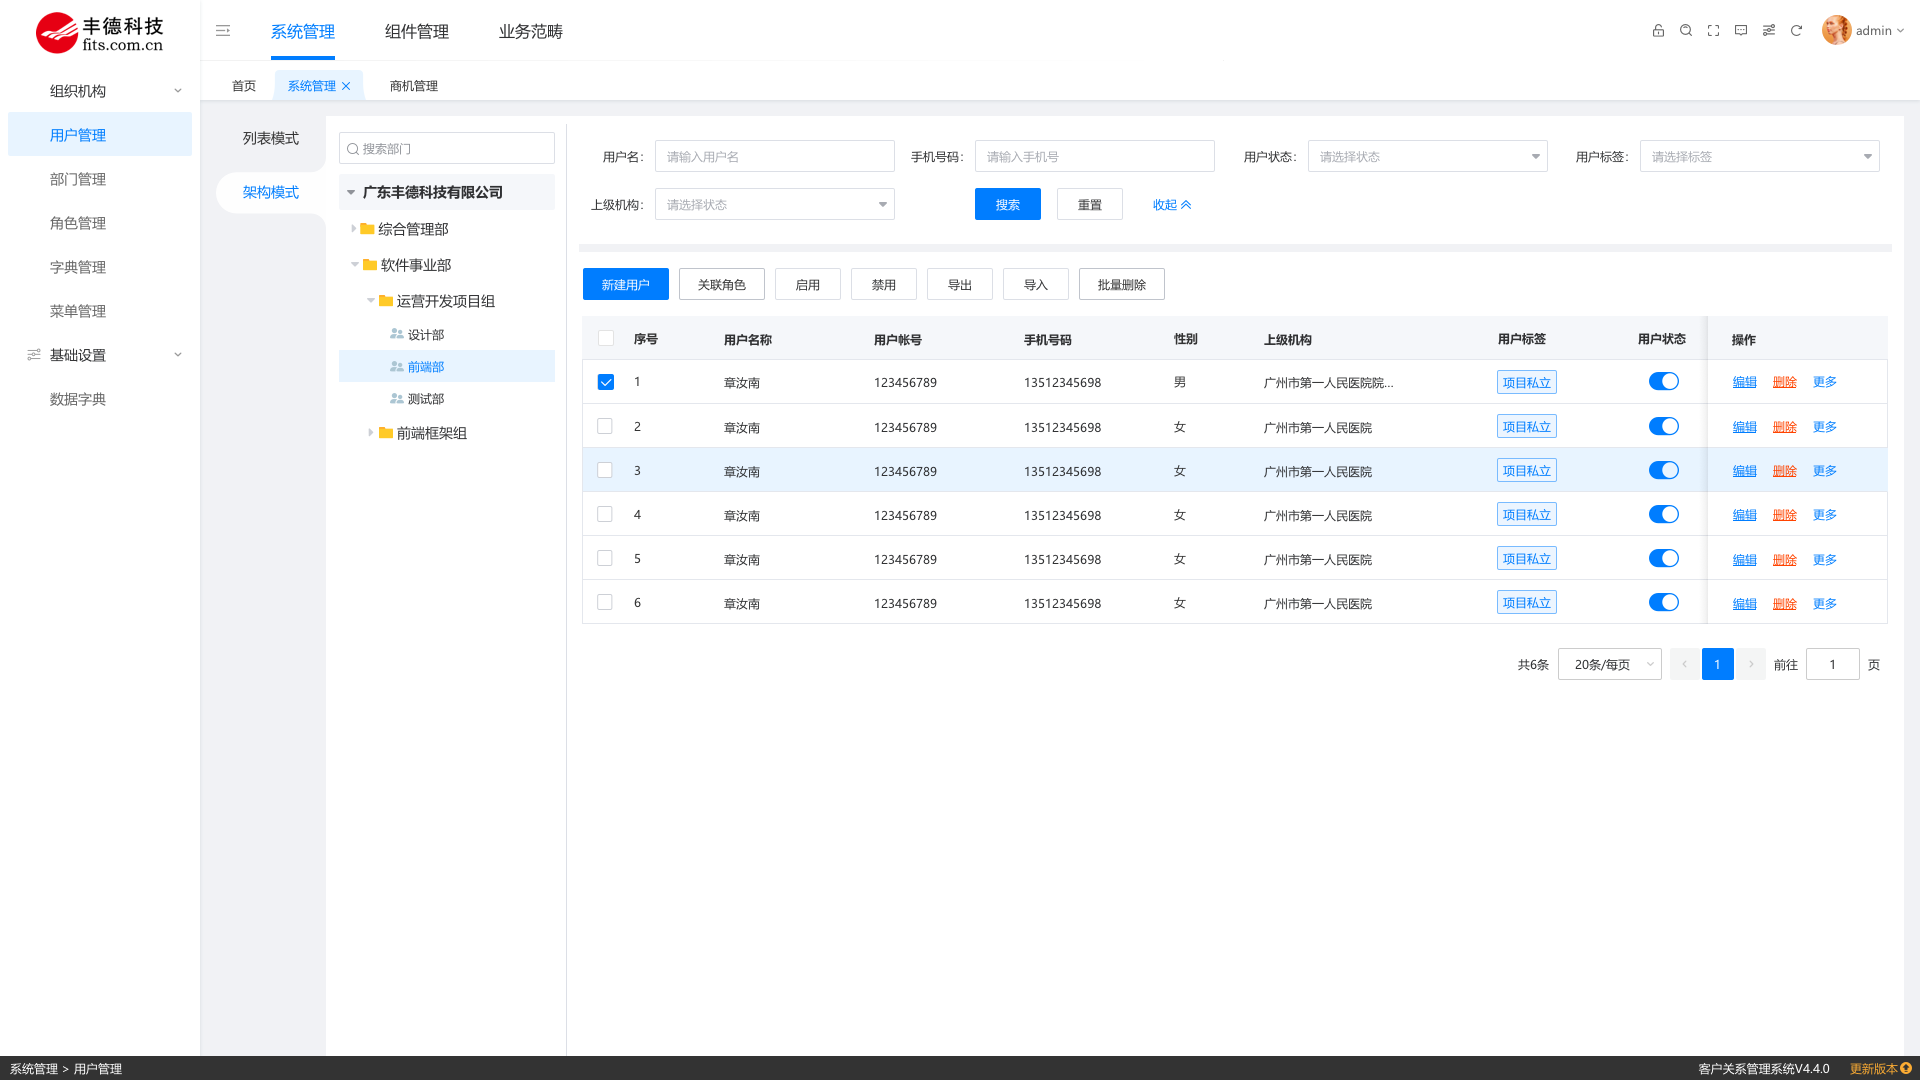 丰德科技
fits.com.cn
系统管理 组件管理 业务范畴
admin
首页 系统管理 商机管理
组织机构
用户管理
部门管理
角色管理
字典管理
菜单管理
基础设置
数据字典
列表模式
架构模式
搜索部门
广东丰德科技有限公司
综合管理部
软件事业部
运营开发项目组
设计部
前端部
测试部
前端框架组
用户名: 请输入用户名 手机号码: 请输入手机号 用户状态: 请选择状态 用户标签: 请选择标签
上级机构: 请选择状态 搜索 重置 收起
新建用户 关联角色 启用 禁用 导出 导入 批量删除
序号 用户名称 用户帐号 手机号码 性别 上级机构 用户标签 用户状态 操作
1 章汝南 123456789 13512345698 男 广州市第一人民医院院... 项目私立 编辑 删除 更多
2 章汝南 123456789 13512345698 女 广州市第一人民医院 项目私立 编辑 删除 更多
3 章汝南 123456789 13512345698 女 广州市第一人民医院 项目私立 编辑 删除 更多
4 章汝南 123456789 13512345698 女 广州市第一人民医院 项目私立 编辑 删除 更多
5 章汝南 123456789 13512345698 女 广州市第一人民医院 项目私立 编辑 删除 更多
6 章汝南 123456789 13512345698 女 广州市第一人民医院 项目私立 编辑 删除 更多
共6条 20条/每页 1 前往 1 页
系统管理 > 用户管理 客户关系管理系统V4.4.0 更新版本